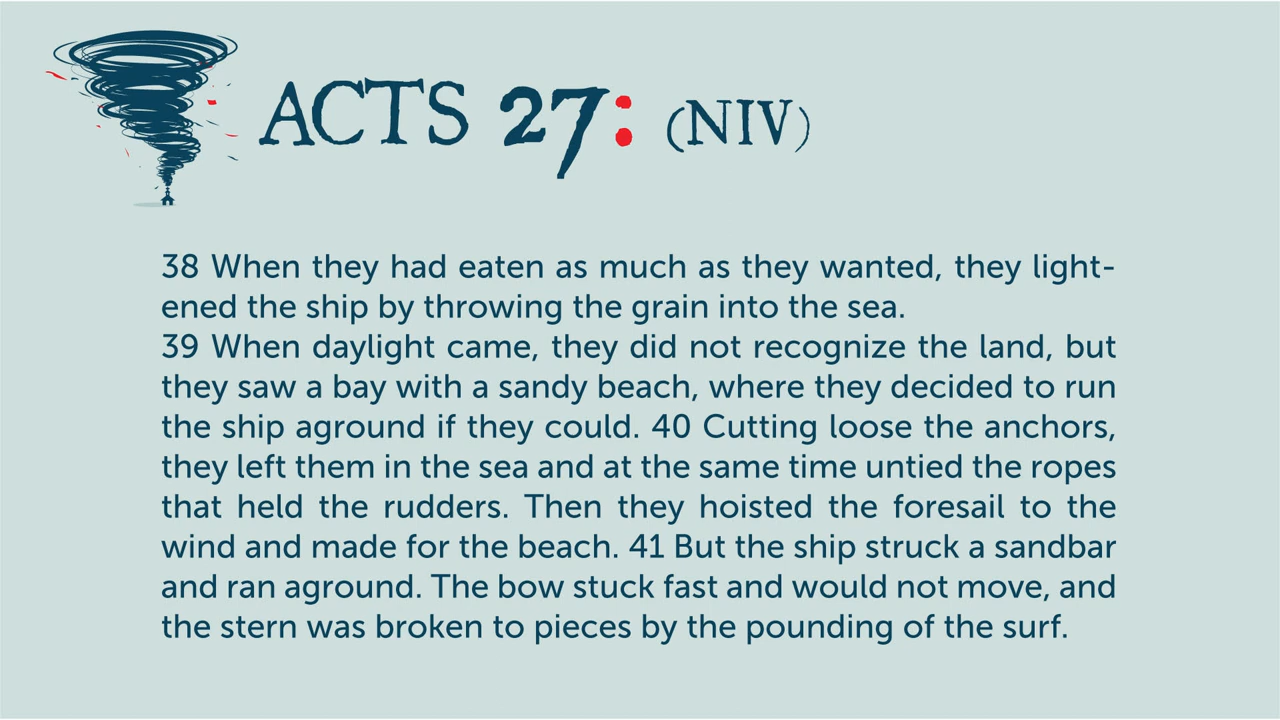 ACTS 27: (NIV)
38 When they had eaten as much as they wanted, they light-
ened the ship by throwing the grain into the sea.
39 When daylight came, they did not recognize the land, but
they saw a bay with a sandy beach, where they decided to run
the ship aground if they could. 40 Cutting loose the anchors,
they left them in the sea and at the same time untied the ropes
that held the rudders. Then they hoisted the foresail to the
wind and made for the beach. 41 But the ship struck a sandbar
and ran aground. The bow stuck fast and would not move, and
the stern was broken to pieces by the pounding of the surf.